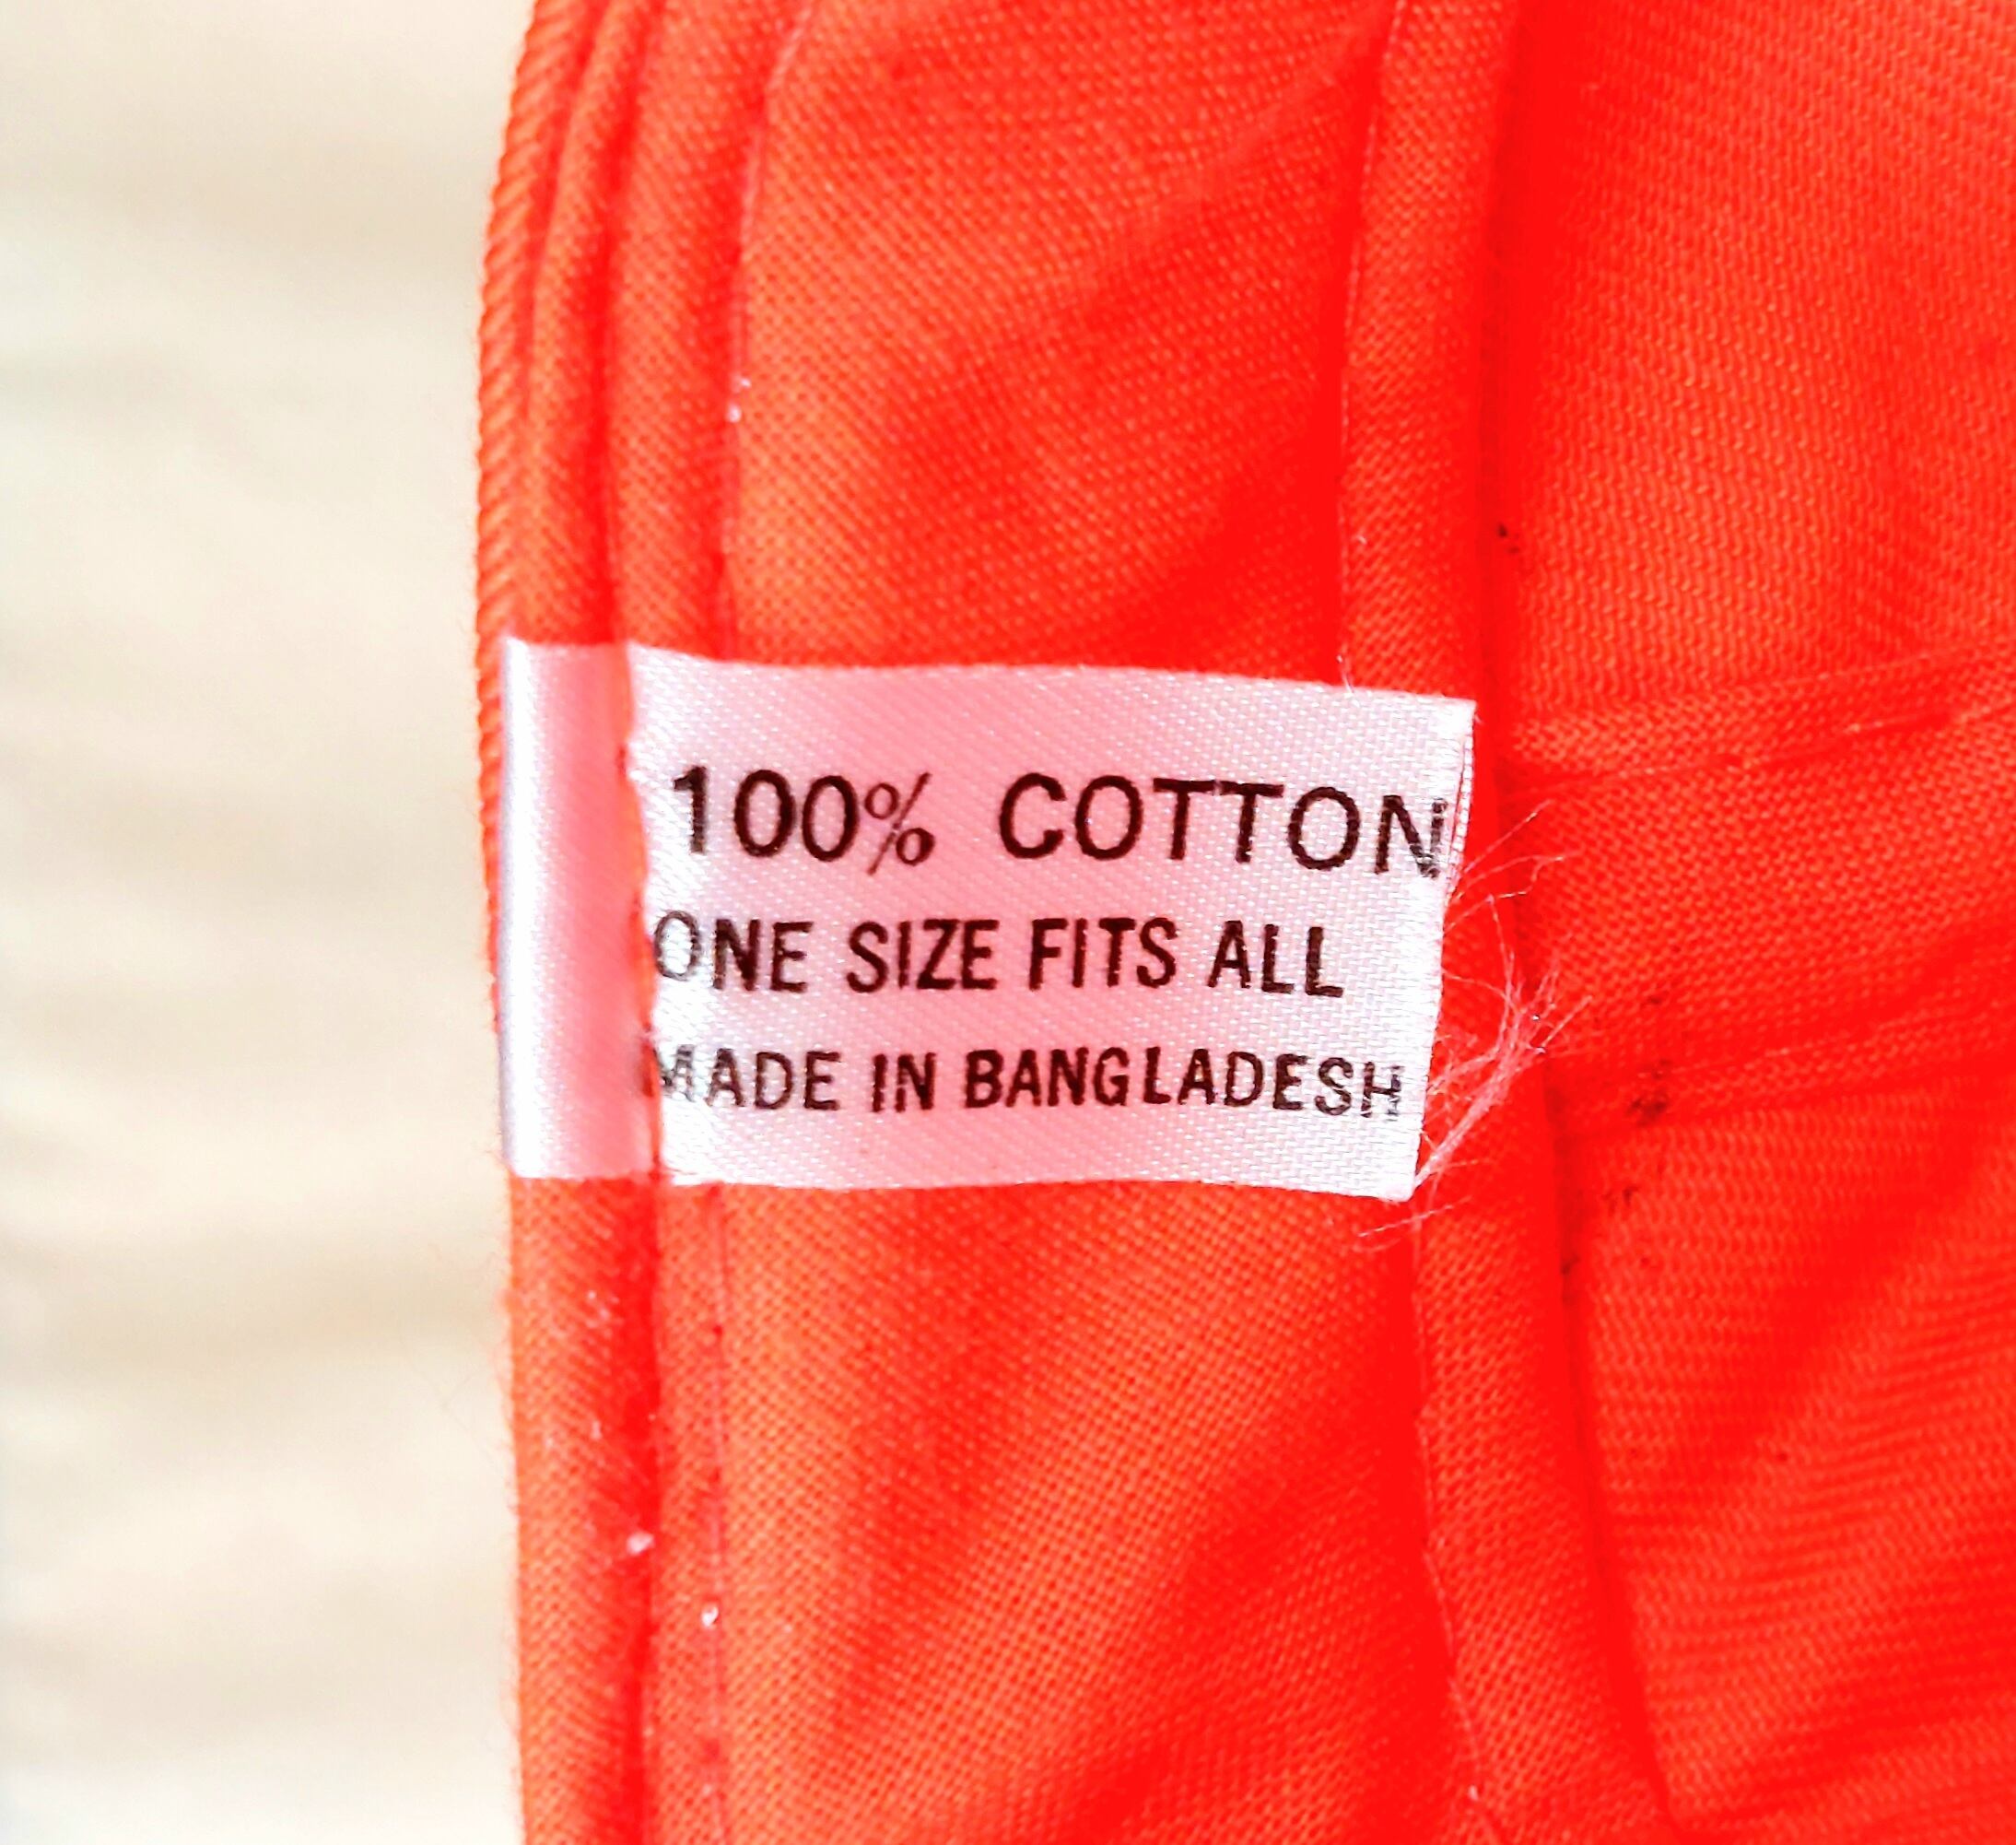 100% COTTON
ONE SIZE FITS ALL
MADE IN BANGLADESH